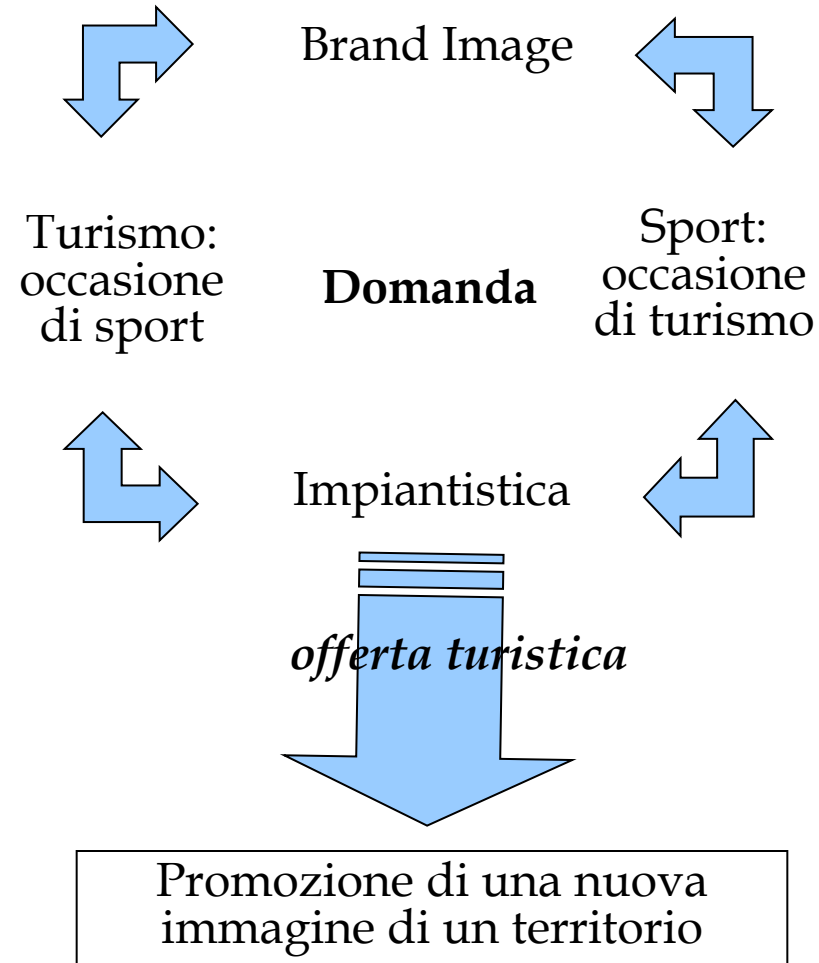 Brand Image
Turismo:
occasione
di sport
Domanda
Sport:
occasione
di turismo
Impiantistica
offerta turistica
Promozione di una nuova
immagine di un territorio